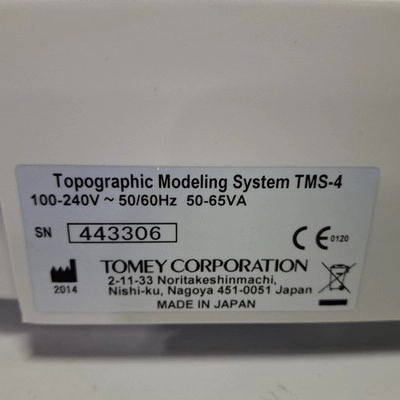 Topographic Modeling System TMS-4
100-240V ~ 50/60Hz 50-65VA
SN 443306
CE 0120
2014
TOMEY CORPORATION
2-11-33 Noritakeshinmachi,
Nishi-ku, Nagoya 451-0051 Japan
MADE IN JAPAN